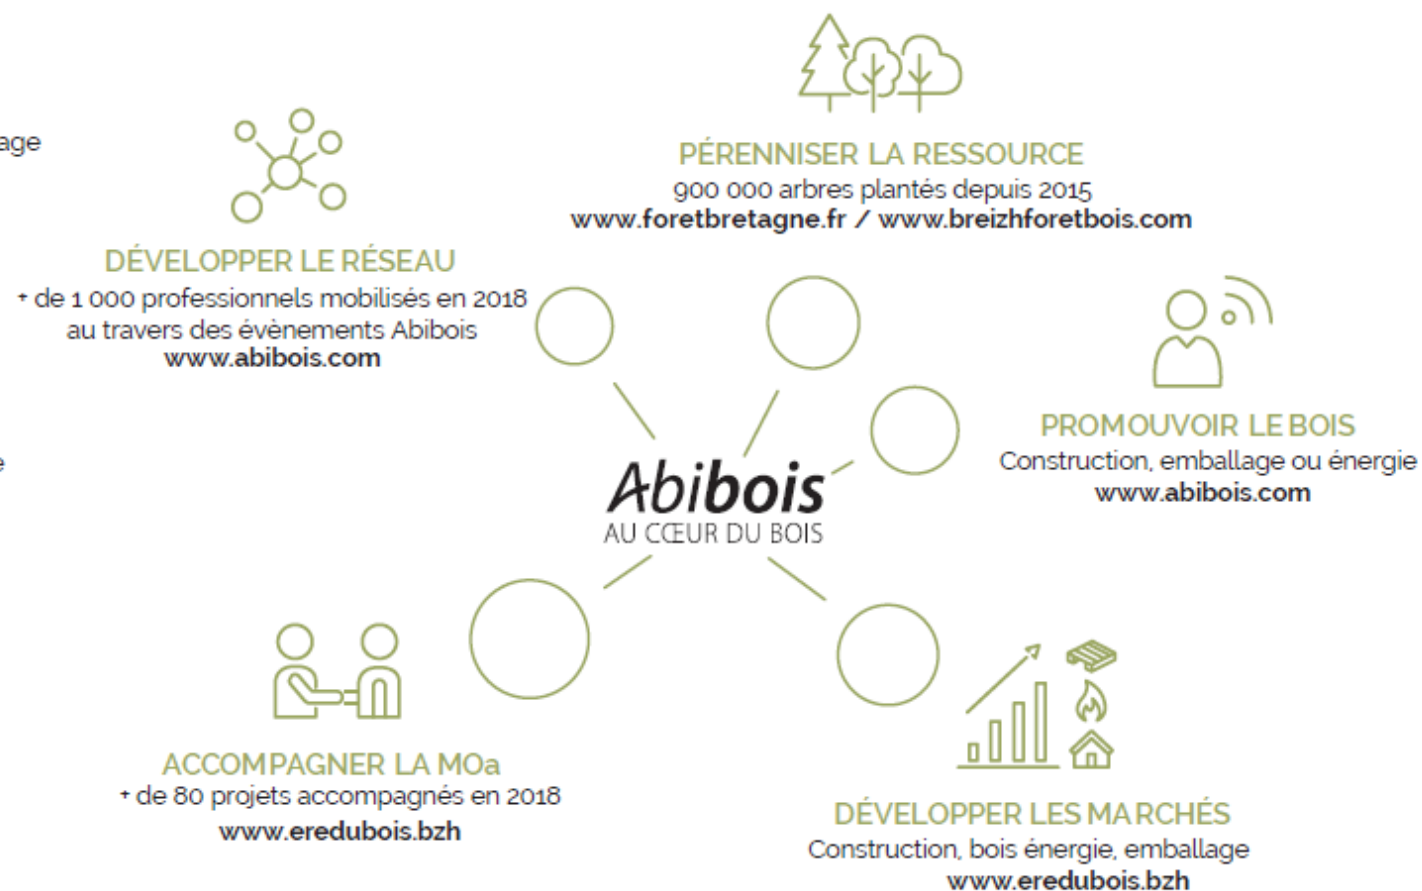 PÉRENNISER LA RESSOURCE
900 000 arbres plantés depuis 2015
www.foretbretagne.fr / www.breizhforetbois.com
DÉVELOPPER LE RÉSEAU
+ de 1 000 professionnels mobilisés en 2018
au travers des évènements Abibois
www.abibois.com
PROMOUVOIR LE BOIS
Construction, emballage ou énergie
www.abibois.com
Abibois
AU CŒUR DU BOIS
ACCOMPAGNER LA MOa
+ de 80 projets accompagnés en 2018
www.eredubois.bzh
DÉVELOPPER LES MARCHÉS
Construction, bois énergie, emballage
www.eredubois.bzh